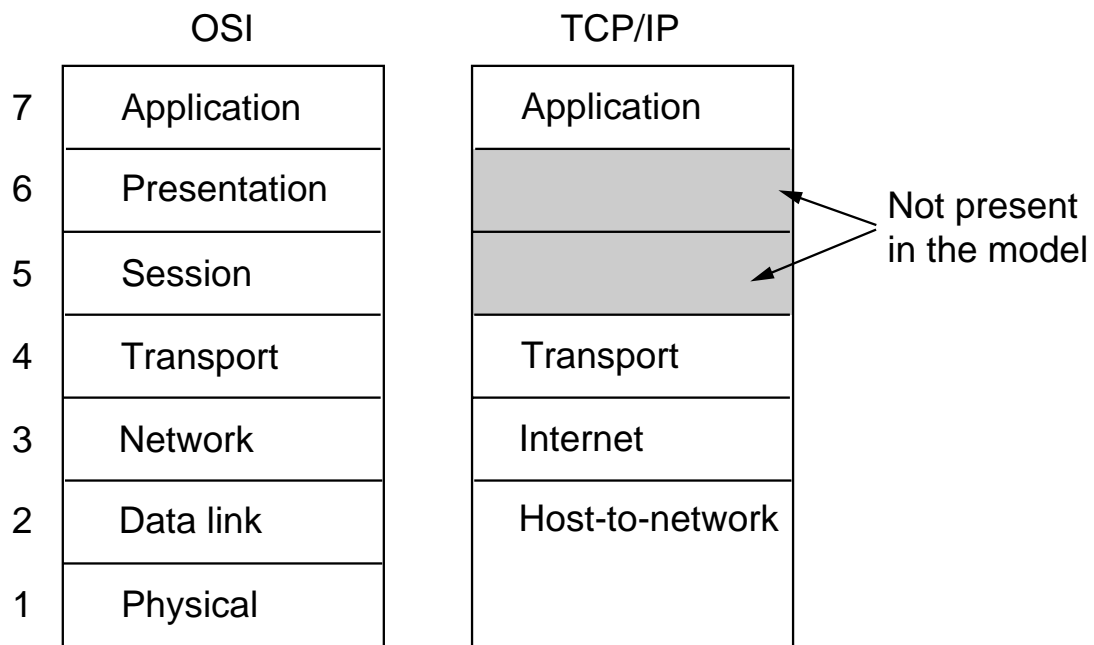 OSI
TCP/IP
7
Application
Application
6
Presentation
Not present
in the model
5
Session
4
Transport
Transport
3
Network
Internet
2
Data link
Host-to-network
1
Physical